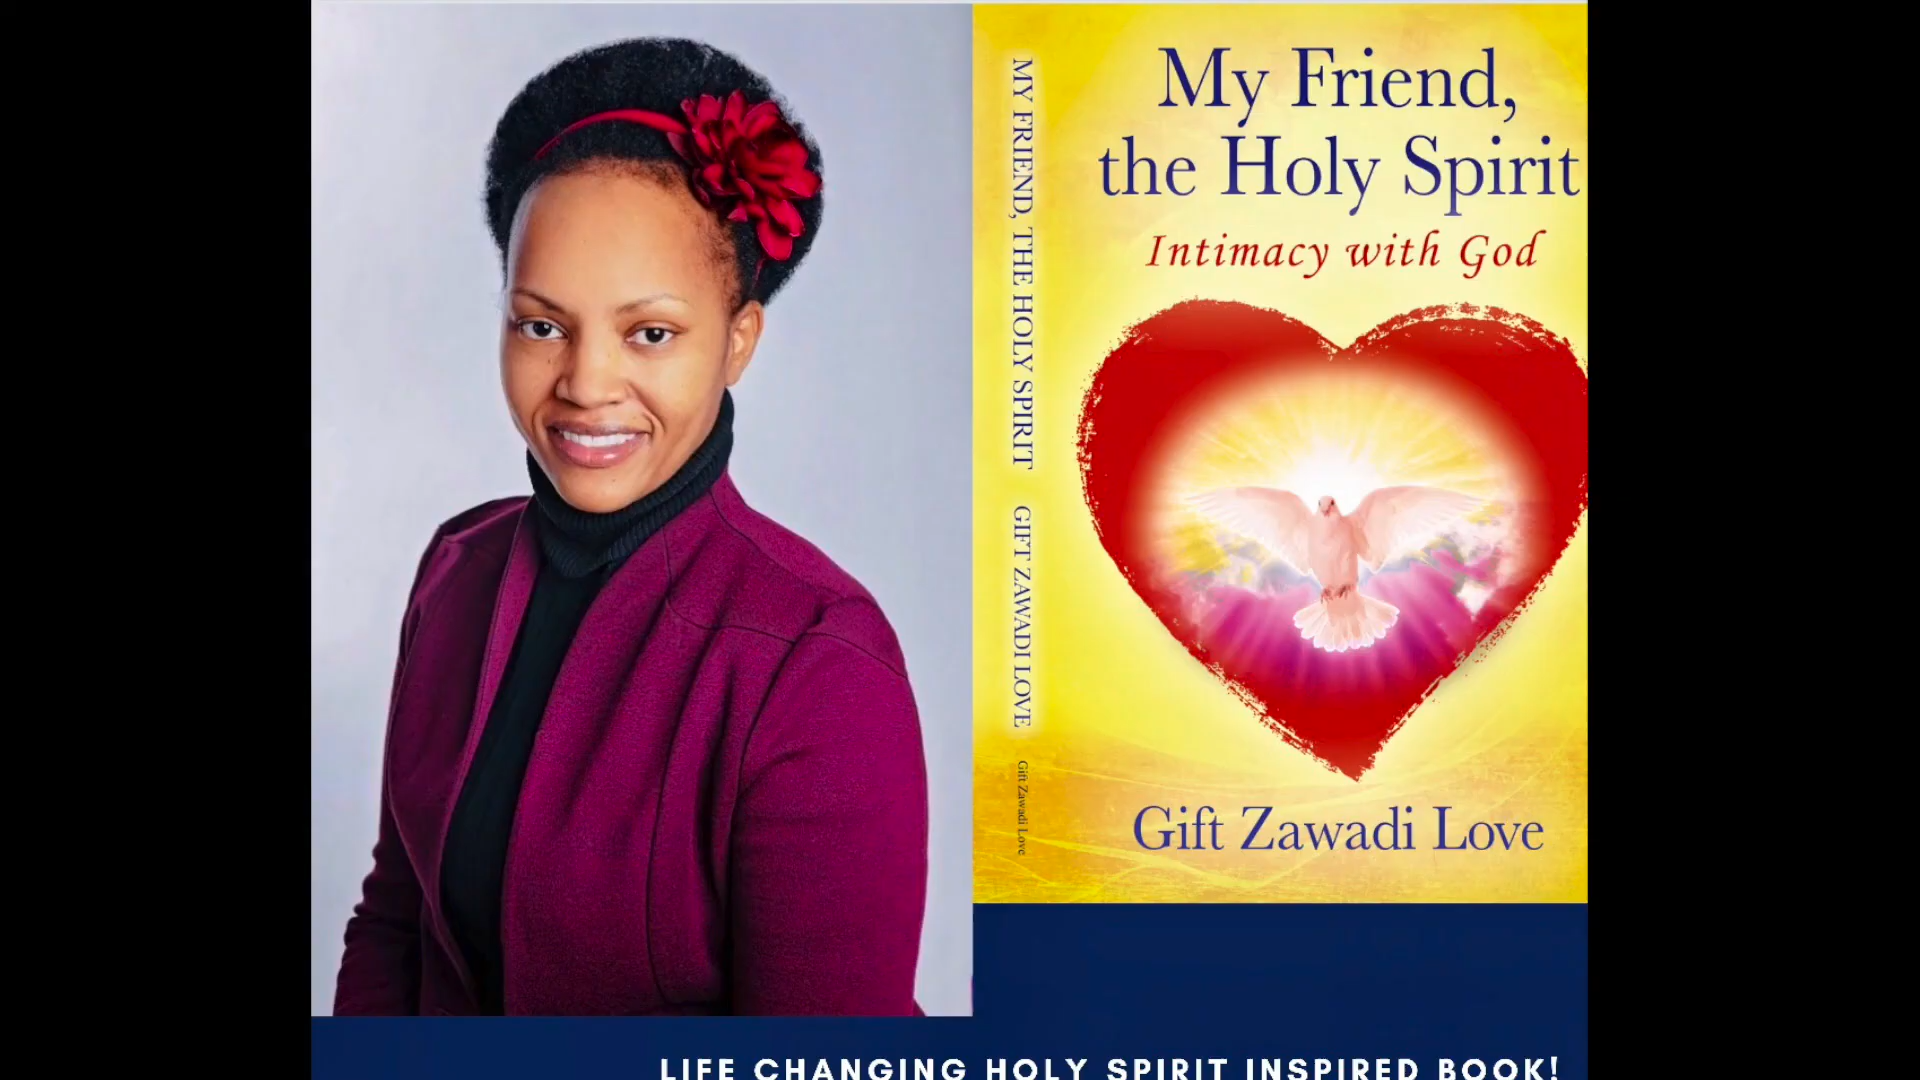 My Friend,
the Holy Spirit
Intimacy with God
Gift Zawadi Love
MY FRIEND, THE HOLY SPIRIT GIFT ZAWADI LOVE Gift Zawadi Love
LIFE CHANGING HOLY SPIRIT INSPIRED BOOK!